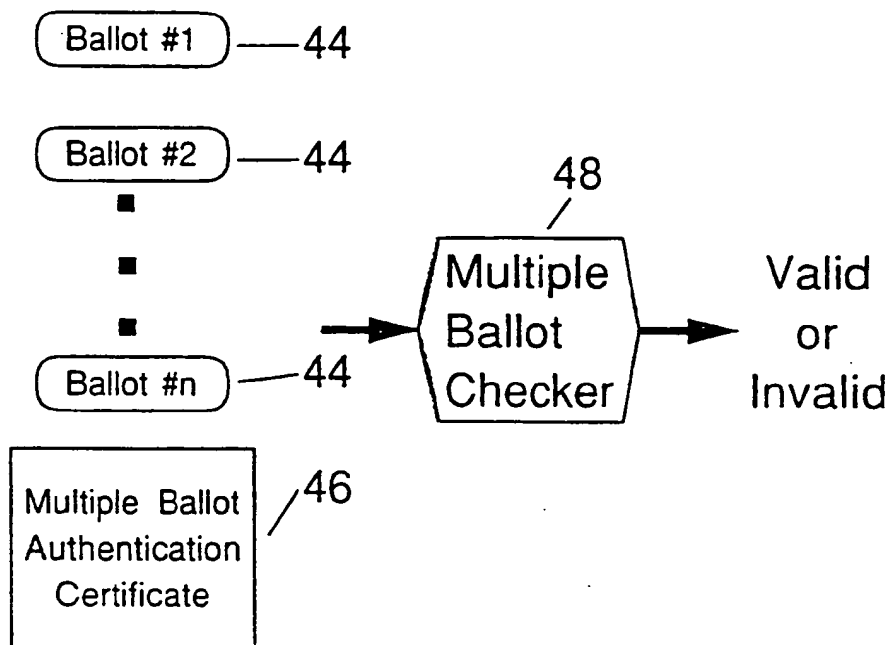 Ballot #1 44
Ballot #2 44
Ballot #n 44
Multiple Ballot
Authentication
Certificate
46
48
Multiple
Ballot
Checker
Valid
or
Invalid